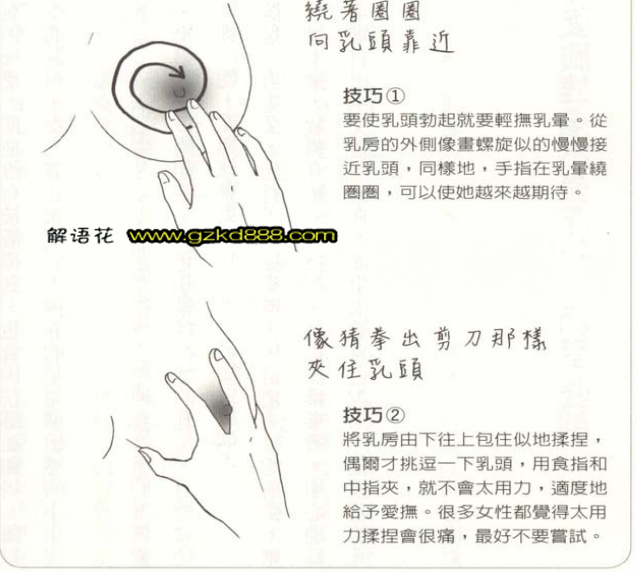 繞著圈圈
向乳頭靠近
技巧①
要使乳頭勃起就要輕撫乳暈。從
乳房的外側像畫螺旋似的慢慢接
近乳頭，同樣地，手指在乳暈繞
圈圈，可以使她越來越期待。
解语花 www.gzkd888.com
像猜拳出剪刀那樣
夾住乳頭
技巧②
將乳房由下往上包住似地揉捏，
偶爾才挑逗一下乳頭，用食指和
中指夾，就不會太用力，適度地
給予愛撫。很多女性都覺得太用
力揉捏會很痛，最好不要嘗試。